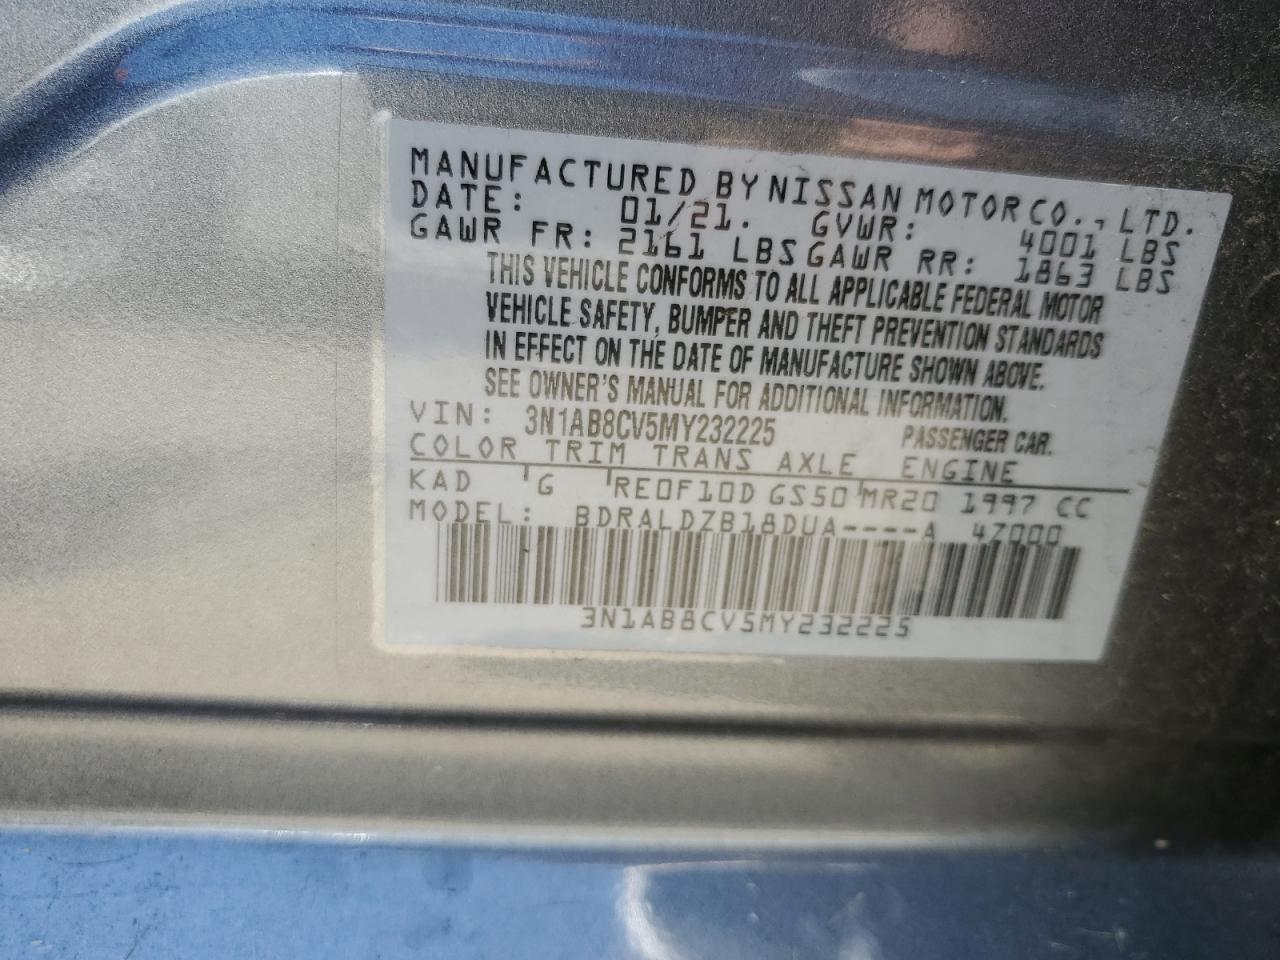 MANUFACTURED BY NISSAN MOTOR CO., LTD.
DATE: 01/21. GVWR: 4001 LBS
GAWR FR: 2161 LBS GAWR RR: 1863 LBS
THIS VEHICLE CONFORMS TO ALL APPLICABLE FEDERAL MOTOR
VEHICLE SAFETY, BUMPER AND THEFT PREVENTION STANDARDS
IN EFFECT ON THE DATE OF MANUFACTURE SHOWN ABOVE.
SEE OWNER'S MANUAL FOR ADDITIONAL INFORMATION.
VIN: 3N1AB8CV5MY232225 PASSENGER CAR.
COLOR TRIM TRANS AXLE ENGINE
KAD G RE0F10D GS50 MR20 1997 CC
MODEL: BDRALDZB18DUA----A 4Z000
3N1AB8CV5MY232225